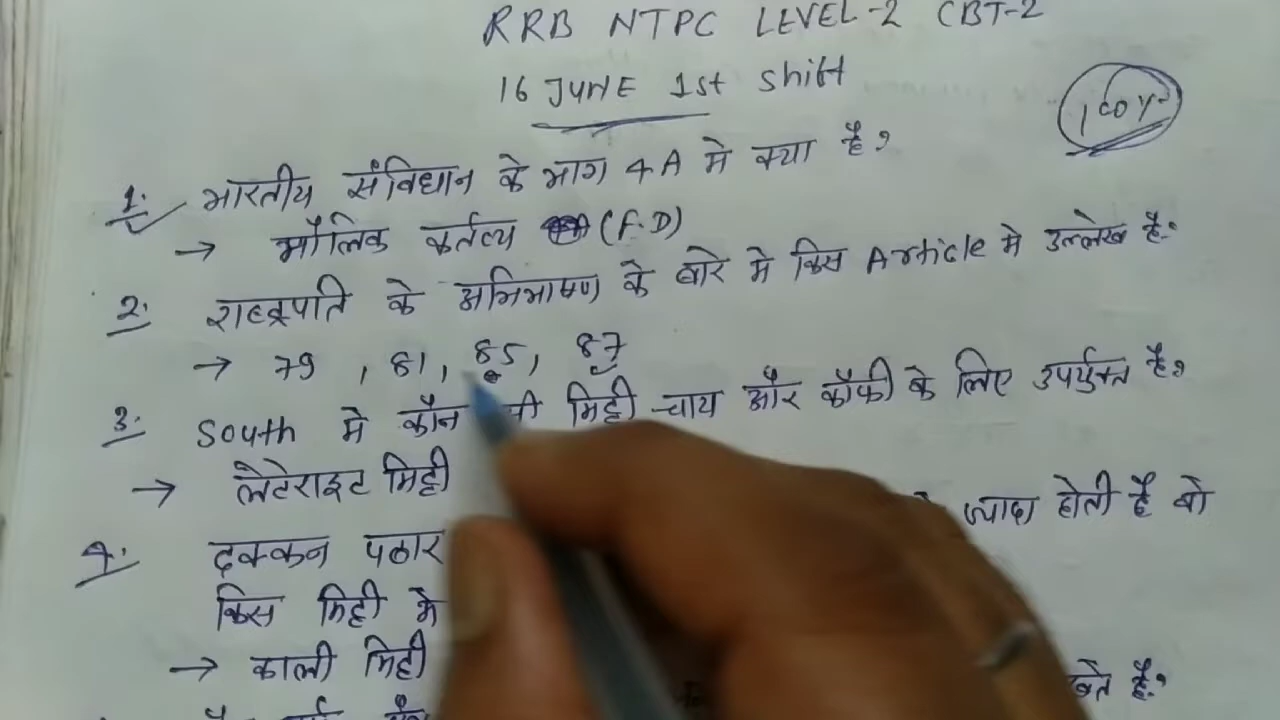 RRB NTPC LEVEL-2 CBT-2
16 JUNE 1st Shift
100%
1. भारतीय संविधान के भाग 4A मे क्या है?
→ मौलिक कर्तव्य (F.D)
2. राष्ट्रपति के अभिभाषण के बारे मे किस Article मे उल्लेख है?
→ 79, 81, 85, 87
3. South मे कौन सी मिट्टी चाय और कॉफी के लिए उपर्युक्त है?
→ लेटेराइट मिट्टी
4. दक्कन पठार ज्यादा होती है वो
किस मिट्टी मे
→ काली मिट्टी
है?